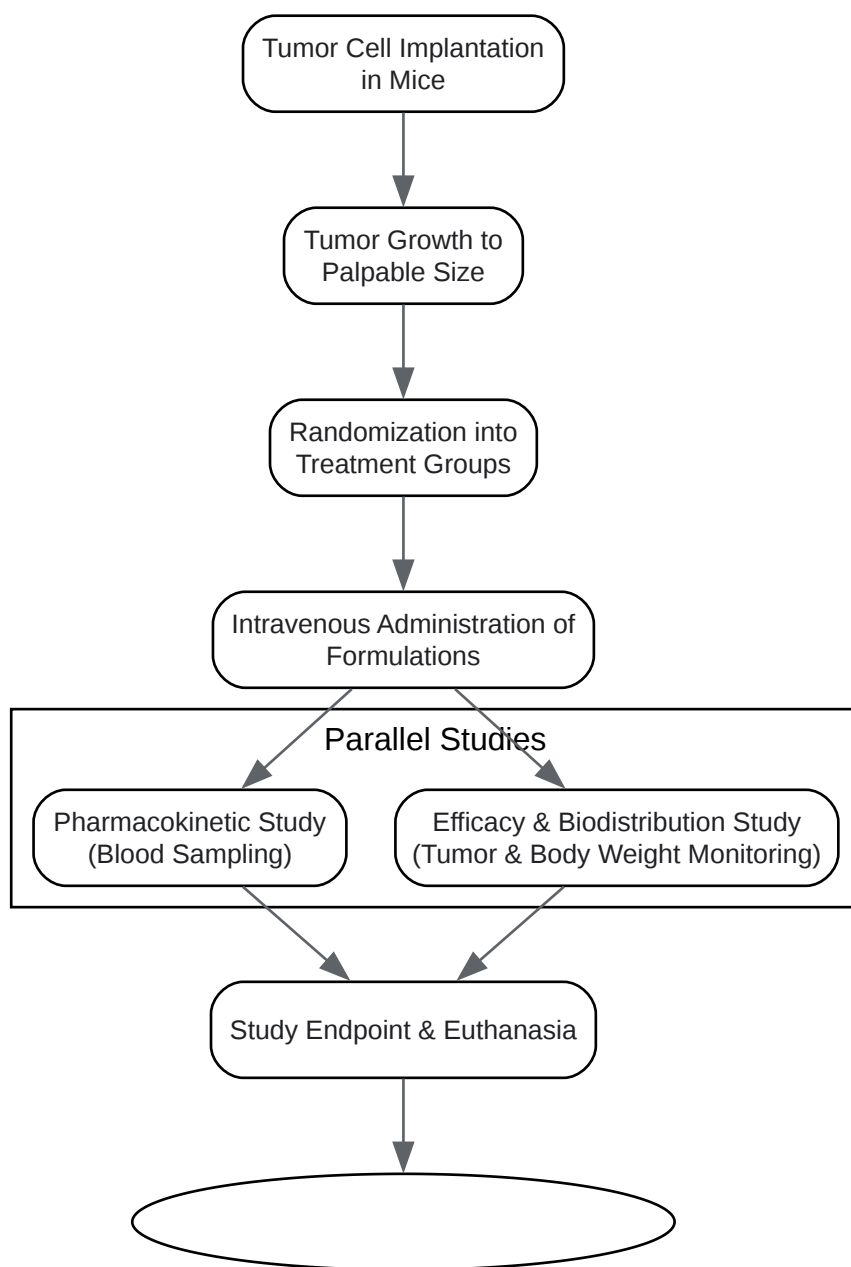 Tumor Cell Implantation
in Mice
Tumor Growth to
Palpable Size
Randomization into
Treatment Groups
Intravenous Administration of
Formulations
Parallel Studies
Pharmacokinetic Study
(Blood Sampling)
Efficacy & Biodistribution Study
(Tumor & Body Weight Monitoring)
Study Endpoint & Euthanasia